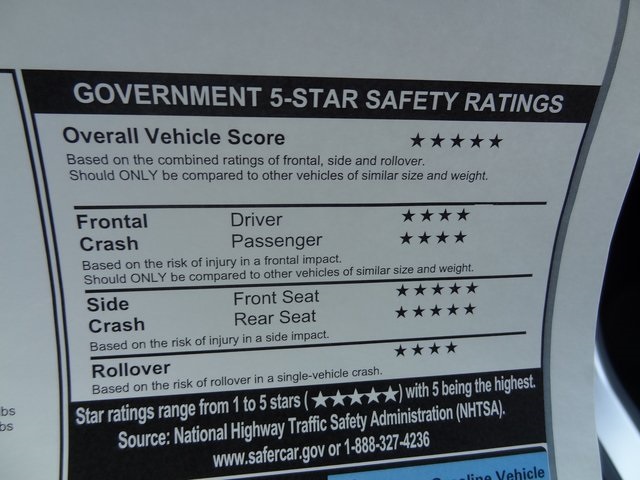 GOVERNMENT 5-STAR SAFETY RATINGS
Overall Vehicle Score ★★★★★
Based on the combined ratings of frontal, side and rollover.
Should ONLY be compared to other vehicles of similar size and weight.
Frontal Driver ★★★★
Crash Passenger ★★★★
Based on the risk of injury in a frontal impact.
Should ONLY be compared to other vehicles of similar size and weight.
Side Front Seat ★★★★★
Crash Rear Seat ★★★★★
Based on the risk of injury in a side impact.
Rollover ★★★★
Based on the risk of rollover in a single-vehicle crash.
Star ratings range from 1 to 5 stars (★★★★★) with 5 being the highest.
Source: National Highway Traffic Safety Administration (NHTSA).
www.safercar.gov or 1-888-327-4236
Vehicle